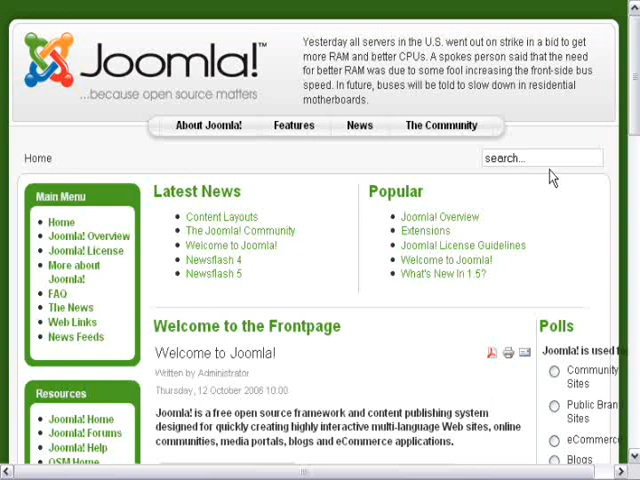 Joomla!™
...because open source matters
Yesterday all servers in the U.S. went out on strike in a bid to get
more RAM and better CPUs. A spokes person said that the need
for better RAM was due to some fool increasing the front-side bus
speed. In future, buses will be told to slow down in residential
motherboards.
About Joomla! Features News The Community
Home
search...
Main Menu
Home
Joomla! Overview
Joomla! License
More about
Joomla!
FAQ
The News
Web Links
News Feeds
Resources
Joomla! Home
Joomla! Forums
Joomla! Help
OSM Home
Latest News
Content Layouts
The Joomla! Community
Welcome to Joomla!
Newsflash 4
Newsflash 5
Popular
Joomla! Overview
Extensions
Joomla! License Guidelines
Welcome to Joomla!
What's New In 1.5?
Welcome to the Frontpage
Welcome to Joomla!
Written by Administrator
Thursday, 12 October 2006 10:00
Joomla! is a free open source framework and content publishing system
designed for quickly creating highly interactive multi-language Web sites, online
communities, media portals, blogs and eCommerce applications.
Polls
Joomla! is used
Community
Sites
Public Bran
Sites
eCommerce
Blogs